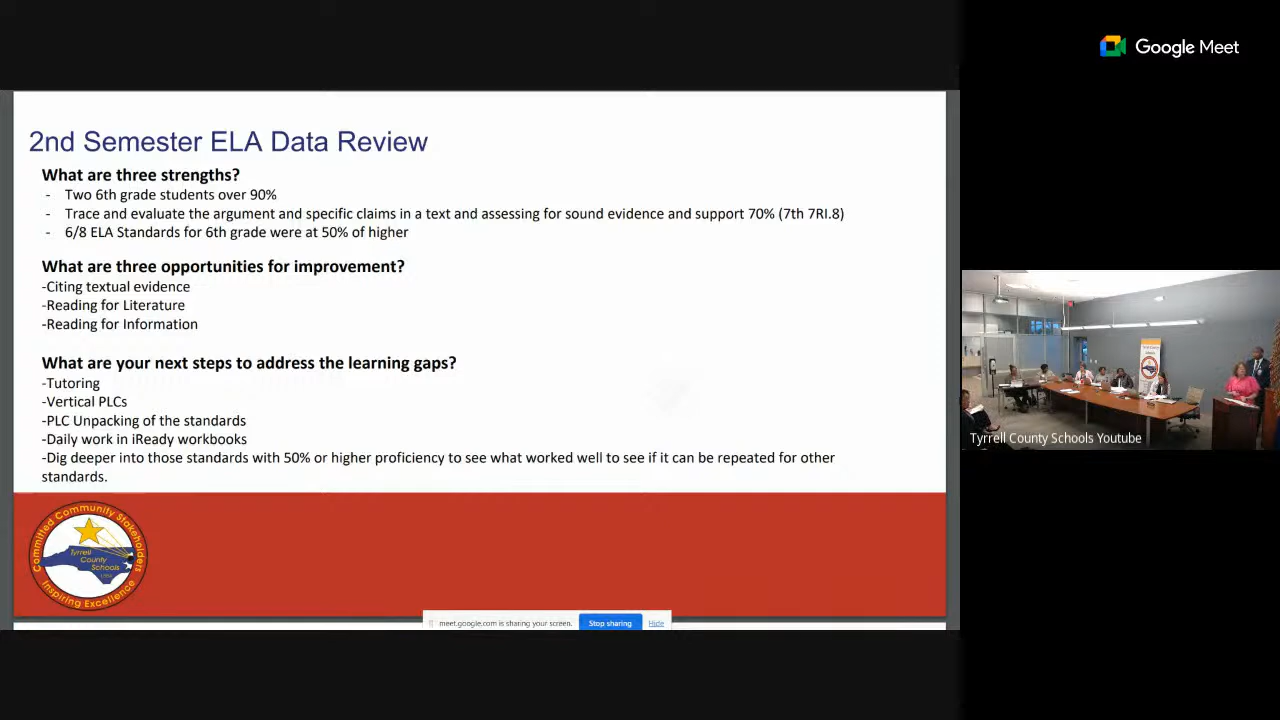 Google Meet
2nd Semester ELA Data Review
What are three strengths?
- Two 6th grade students over 90%
- Trace and evaluate the argument and specific claims in a text and assessing for sound evidence and support 70% (7th 7RI.8)
- 6/8 ELA Standards for 6th grade were at 50% of higher
What are three opportunities for improvement?
-Citing textual evidence
-Reading for Literature
-Reading for Information
What are your next steps to address the learning gaps?
-Tutoring
-Vertical PLCs
-PLC Unpacking of the standards
-Daily work in iReady workbooks
-Dig deeper into those standards with 50% or higher proficiency to see what worked well to see if it can be repeated for other
standards.
Tyrrell County Schools Youtube
Committed Community Stakeholders
Tyrrell
County
Schools
Inspiring Excellence
meet.google.com is sharing your screen.
Stop sharing
Hide